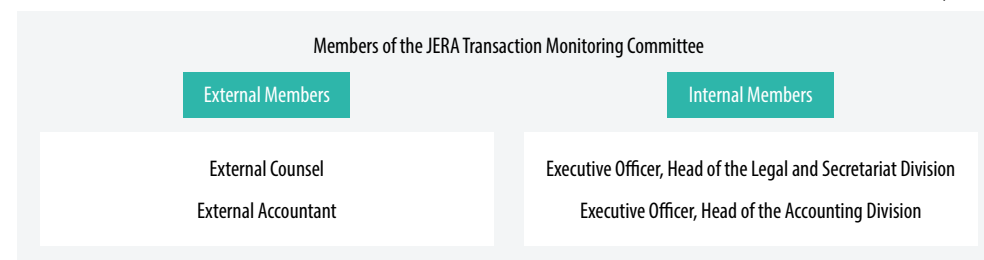 Members of the JERA Transaction Monitoring Committee
External Members
External Counsel
External Accountant
Internal Members
Executive Officer, Head of the Legal and Secretariat Division
Executive Officer, Head of the Accounting Division